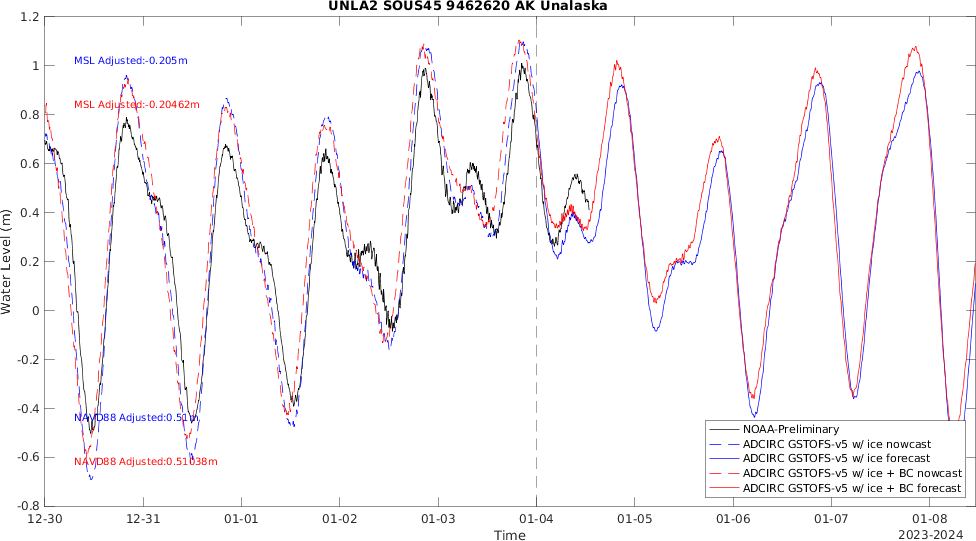 UNLA2 SOUS45 9462620 AK Unalaska
1.2
1
0.8
0.6
0.4
0.2
0
-0.2
-0.4
-0.6
-0.8
Water Level (m)
MSL Adjusted:-0.205m
MSL Adjusted:-0.20462m
NAVD88 Adjusted:0.51m
NAVD88 Adjusted:0.51038m
NOAA-Preliminary
ADCIRC GSTOFS-v5 w/ ice nowcast
ADCIRC GSTOFS-v5 w/ ice forecast
ADCIRC GSTOFS-v5 w/ ice + BC nowcast
ADCIRC GSTOFS-v5 w/ ice + BC forecast
12-30 12-31 01-01 01-02 01-03 01-04 01-05 01-06 01-07 01-08
Time
2023-2024